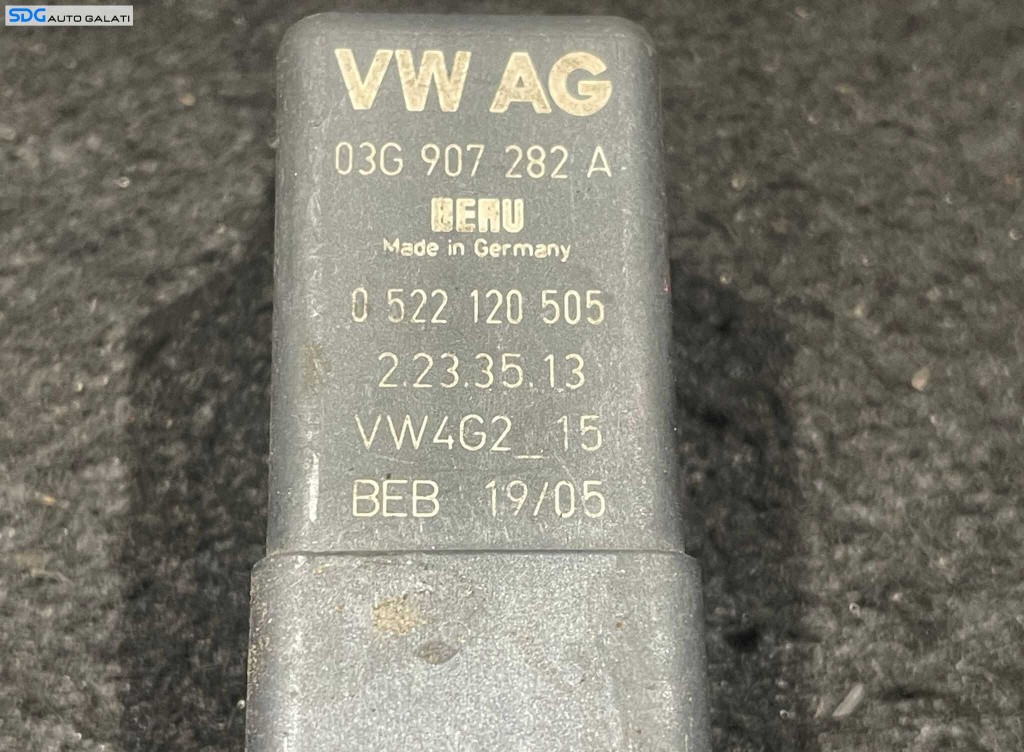 SDG AUTO GALATI
VW AG
03G 907 282 A
BERU
Made in Germany
0 522 120 505
2.23.35.13
VW4G2_15
BEB 19/05